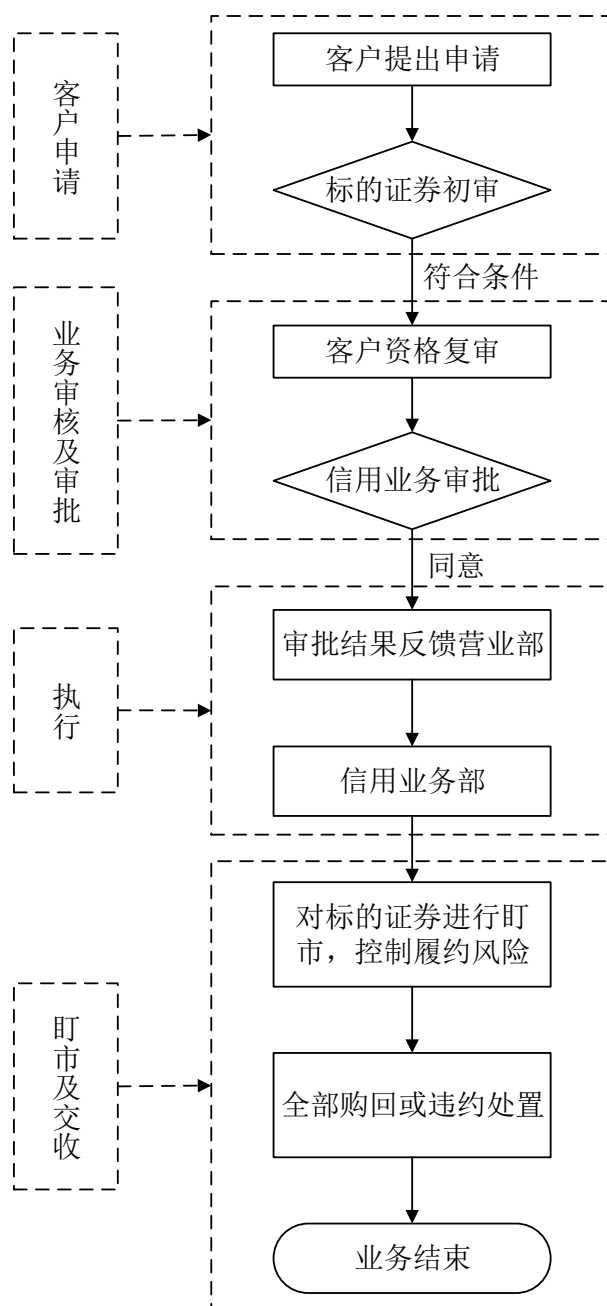 客户申请
客户提出申请
标的证券初审
符合条件
业务审核及审批
客户资格复审
信用业务审批
同意
执行
审批结果反馈营业部
信用业务部
盯市及交收
对标的证券进行盯
市，控制履约风险
全部购回或违约处置
业务结束